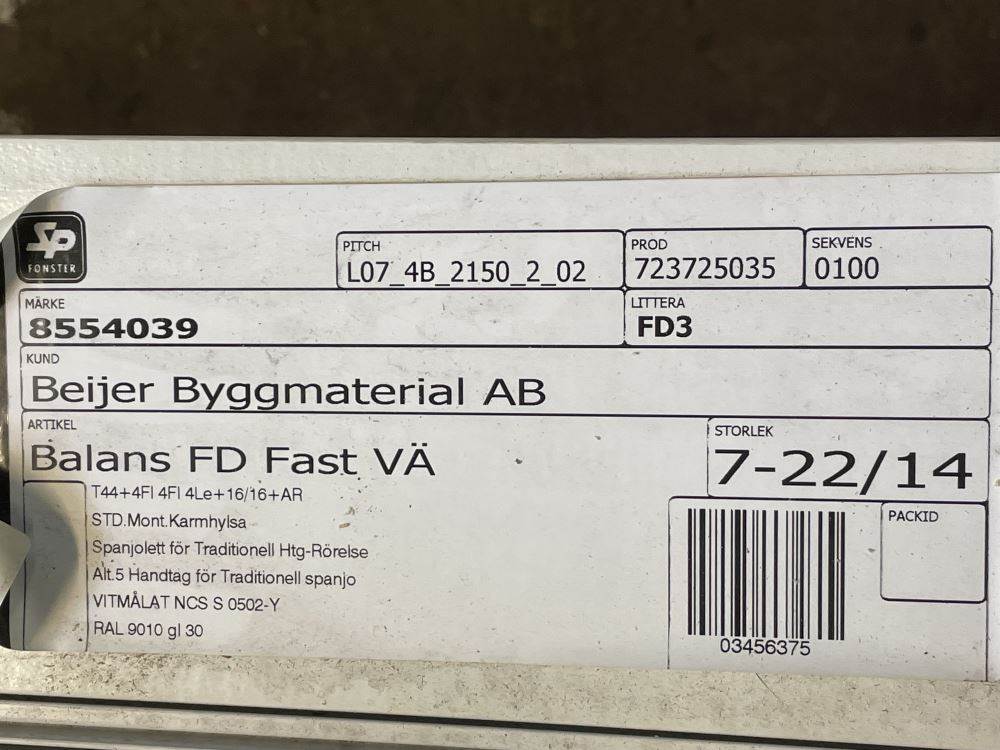 SP
FÖNSTER
PITCH
L07_4B_2150_2_02
PROD
723725035
SEKVENS
0100
MÄRKE
8554039
LITTERA
FD3
KUND
Beijer Byggmaterial AB
ARTIKEL
Balans FD Fast VÄ
STORLEK
7-22/14
T44+4FI 4FI 4Le+16/16+AR
STD.Mont.Karmhylsa
Spanjolett för Traditionell Htg-Rörelse
Alt.5 Handtag för Traditionell spanjo
VITMÅLAT NCS S 0502-Y
RAL 9010 gl 30
PACKID
03456375